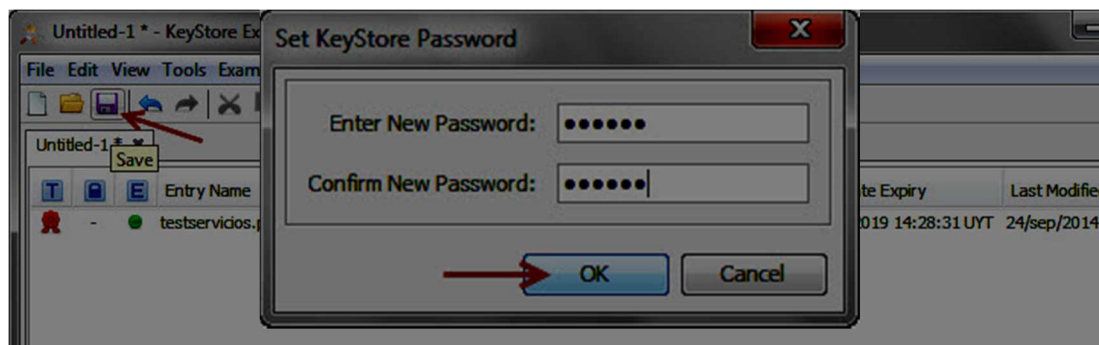 Untitled-1 * - KeyStore Ex
Set KeyStore Password
File Edit View Tools Exam
Enter New Password:
Untitled-1 *
Save
Confirm New Password:
T E Entry Name
te Expiry
Last Modifie
testservicios.p
2019 14:28:31 UYT
24/sep/2014
OK
Cancel